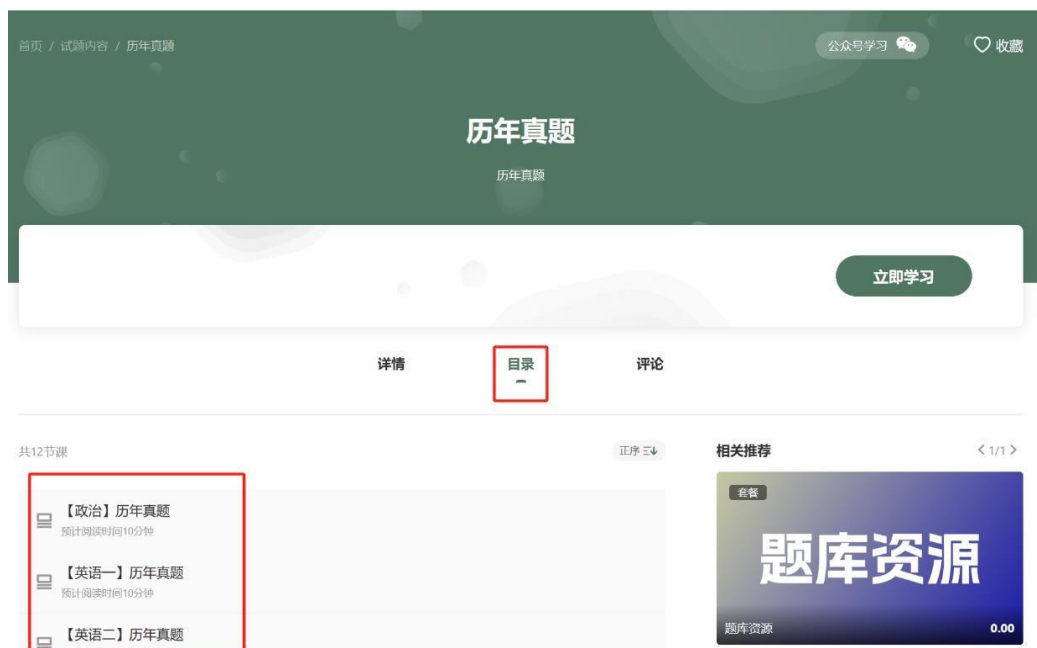 首页 / 试题内容 / 历年真题
公众号学习
收藏
历年真题
历年真题
立即学习
详情
目录
评论
共12节课
正序
相关推荐
< 1/1 >
【政治】历年真题
预计阅读时间10分钟
【英语一】历年真题
预计阅读时间10分钟
【英语二】历年真题
套餐
题库资源
题库资源
0.00